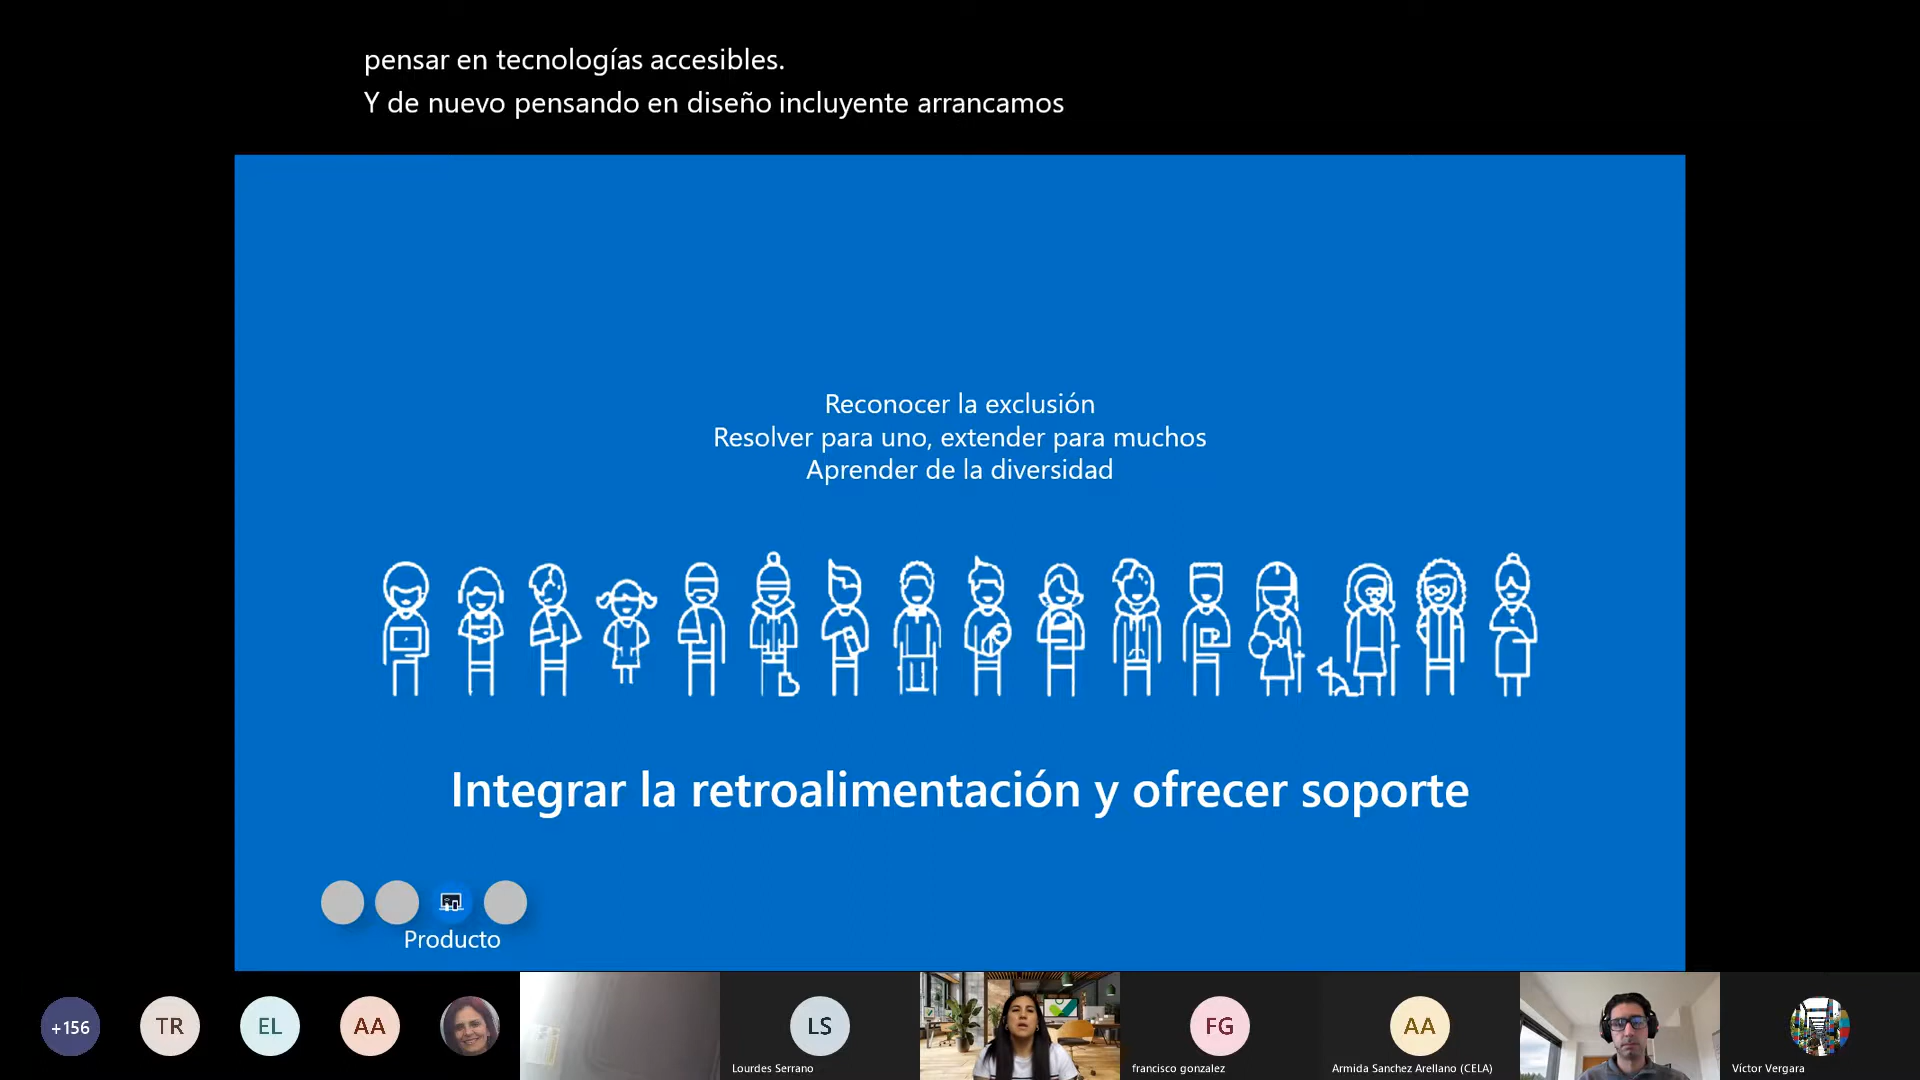 pensar en tecnologías accesibles.
Y de nuevo pensando en diseño incluyente arrancamos
Reconocer la exclusión
Resolver para uno, extender para muchos
Aprender de la diversidad
Integrar la retroalimentación y ofrecer soporte
Producto
+156
TR
EL
AA
LS
Lourdes Serrano
FG
francisco gonzalez
AA
Armida Sanchez Arellano (CELA)
Víctor Vergara